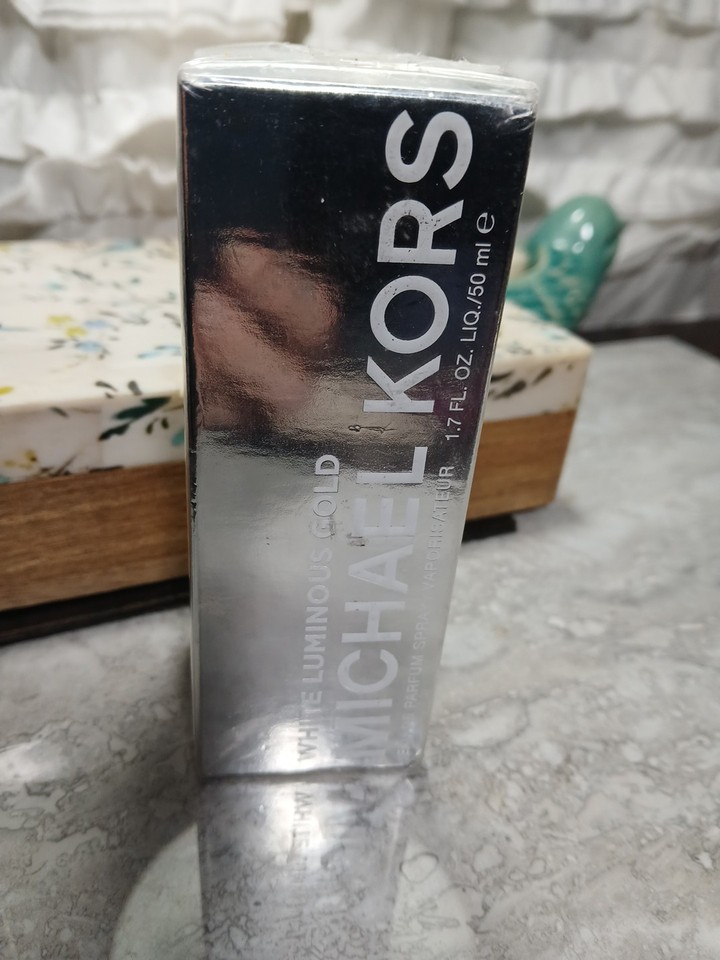 WHITE LUMINOUS GOLD
MICHAEL KORS
PARFUM SPRAY VAPORISATEUR 1.7 FL. OZ. LIQ./50 ml e